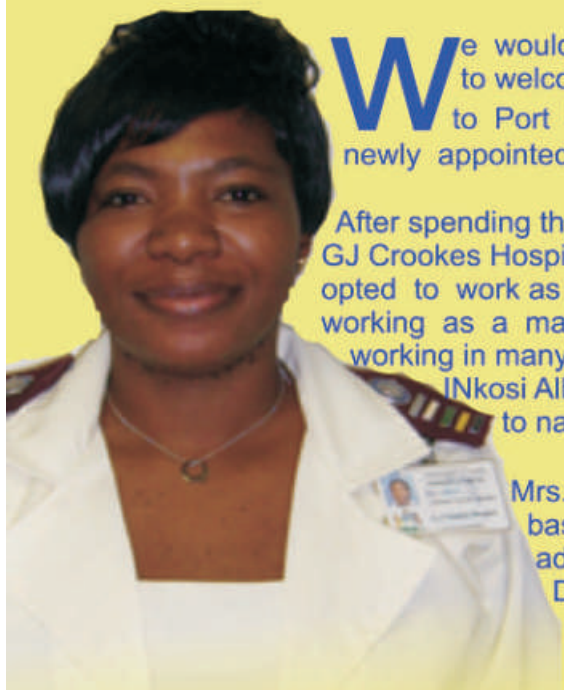 We would
to welco
to Port
newly appointed
After spending th
GJ Crookes Hospi
opted to work as
working as a ma
working in many
INkosi Al
to na
Mrs.
bas
ad
D